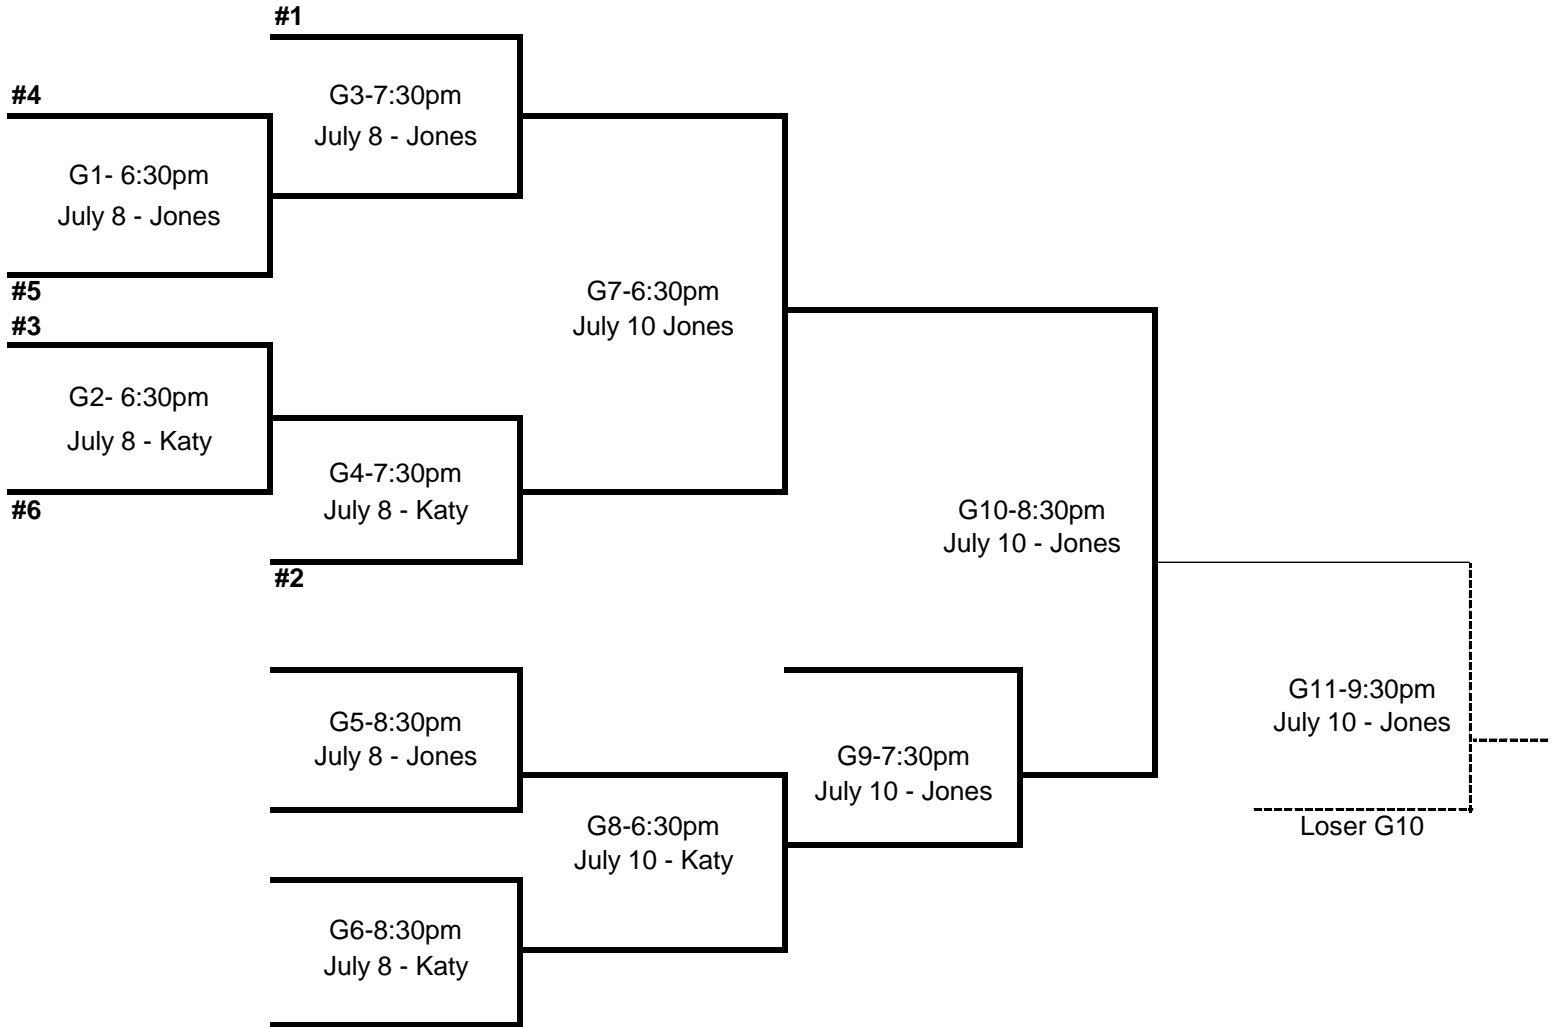 #1
#4
G3-7:30pm
July 8 - Jones
G1- 6:30pm
July 8 - Jones
#5
#3
G7-6:30pm
July 10 Jones
G2- 6:30pm
July 8 - Katy
#6
G4-7:30pm
July 8 - Katy
#2
G10-8:30pm
July 10 - Jones
G5-8:30pm
July 8 - Jones
G9-7:30pm
July 10 - Jones
G11-9:30pm
July 10 - Jones
Loser G10
G8-6:30pm
July 10 - Katy
G6-8:30pm
July 8 - Katy